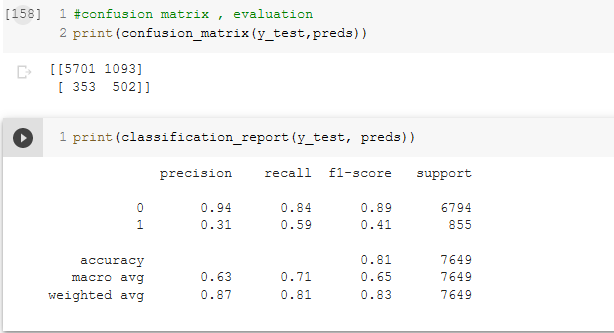 [158] 1 #confusion matrix , evaluation
2 print(confusion_matrix(y_test,preds))
[[5701 1093]
[ 353 502]]
1 print(classification_report(y_test, preds))
precision recall f1-score support
0 0.94 0.84 0.89 6794
1 0.31 0.59 0.41 855
accuracy 0.81 7649
macro avg 0.63 0.71 0.65 7649
weighted avg 0.87 0.81 0.83 7649